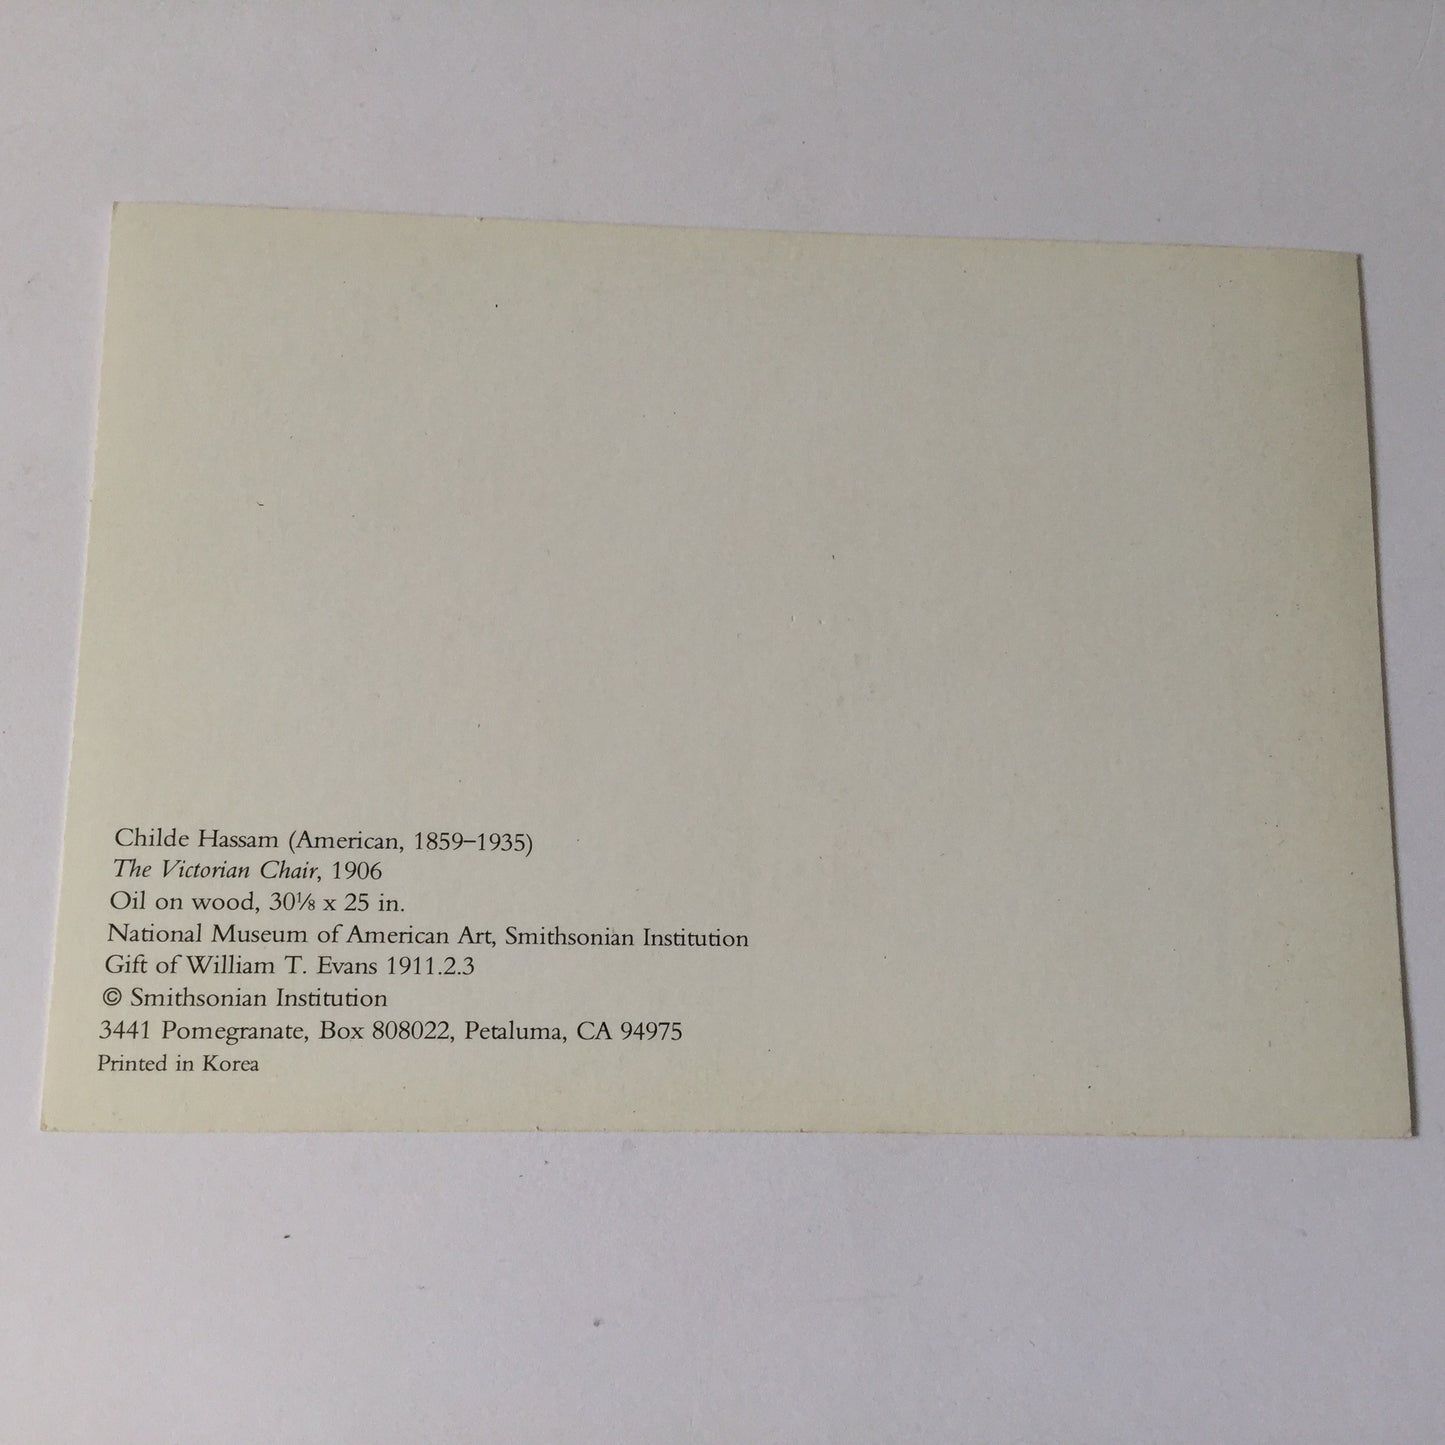 Childe Hassam (American, 1859–1935)
The Victorian Chair, 1906
Oil on wood, 30⅛ x 25 in.
National Museum of American Art, Smithsonian Institution
Gift of William T. Evans 1911.2.3
© Smithsonian Institution
3441 Pomegranate, Box 808022, Petaluma, CA 94975
Printed in Korea